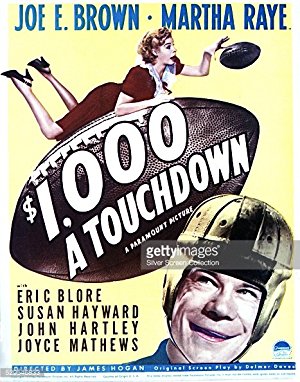 JOE E. BROWN · MARTHA RAYE
$1,000
A TOUCHDOWN
A PARAMOUNT PICTURE
gettyimages®
Silver Screen Collection
with
ERIC BLORE
SUSAN HAYWARD
JOHN HARTLEY
JOYCE MATHEWS
DIRECTED BY JAMES HOGAN · Original Screen Play by Delmer Daves